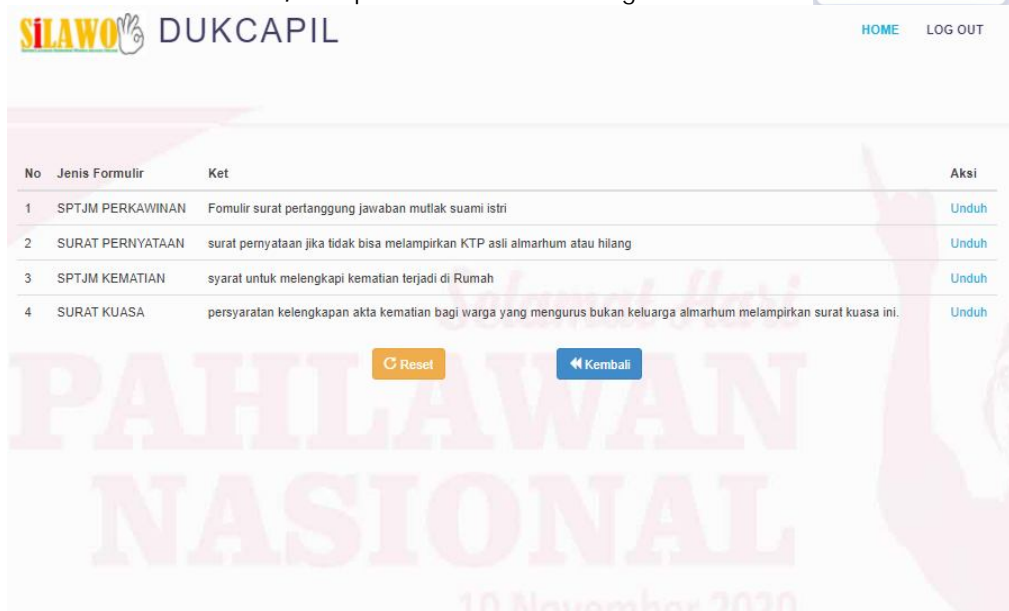 SiLAWO DUKCAPIL
HOME LOG OUT
No Jenis Formulir Ket Aksi
1 SPTJM PERKAWINAN Fomulir surat pertanggung jawaban mutlak suami istri Unduh
2 SURAT PERNYATAAN surat pernyataan jika tidak bisa melampirkan KTP asli almarhum atau hilang Unduh
3 SPTJM KEMATIAN syarat untuk melengkapi kematian terjadi di Rumah Unduh
4 SURAT KUASA persyaratan kelengkapan akta kematian bagi warga yang mengurus bukan keluarga almarhum melampirkan surat kuasa ini. Unduh
Reset Kembali
Selamat Hari
PAHLAWAN
NASIONAL
10 November 2020